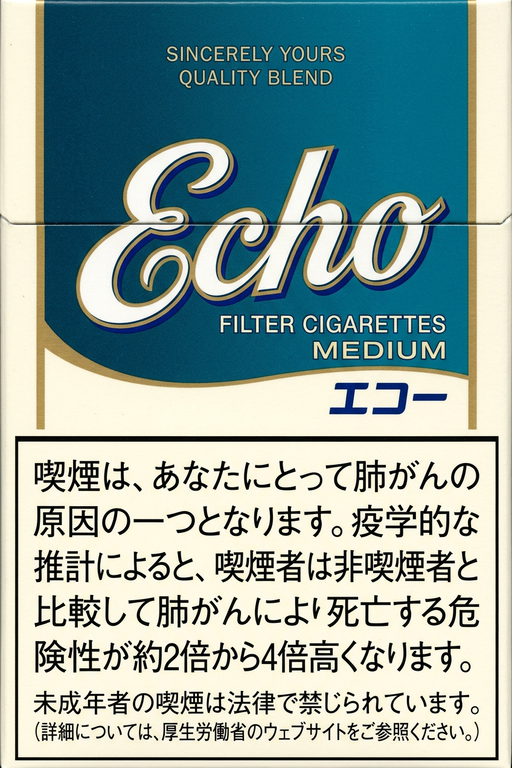 SINCERELY YOURS
QUALITY BLEND
Echo
FILTER CIGARETTES
MEDIUM
エコー
喫煙は、あなたにとって肺がんの
原因の一つとなります。疫学的な
推計によると、喫煙者は非喫煙者と
比較して肺がんにより死亡する危
険性が約2倍から4倍高くなります。
未成年者の喫煙は法律で禁じられています。
（詳細については、厚生労働省のウェブサイトをご参照ください。）